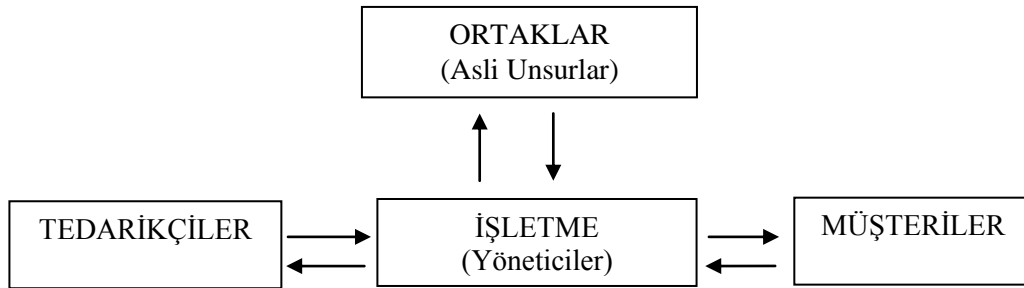 ORTAKLAR
(Asli Unsurlar)
TEDARİKÇİLER
İŞLETME
(Yöneticiler)
MÜŞTERİLER